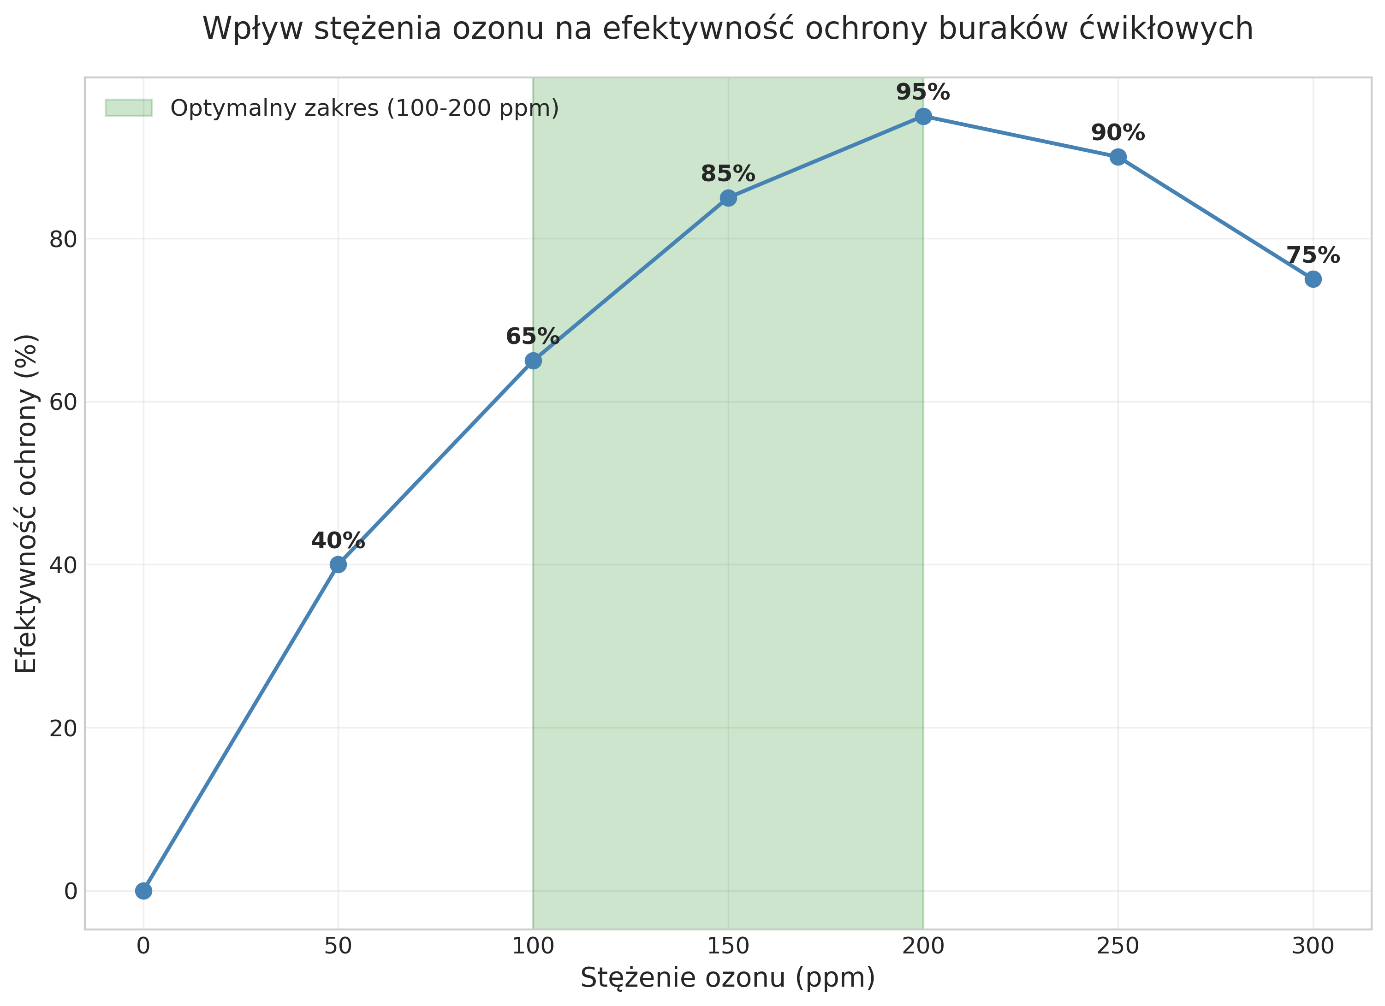 Wpływ stężenia ozonu na efektywność ochrony buraków ćwikłowych
Optymalny zakres (100-200 ppm)
95%
90%
85%
75%
65%
40%
Efektywność ochrony (%)
80
60
40
20
0
0 50 100 150 200 250 300
Stężenie ozonu (ppm)